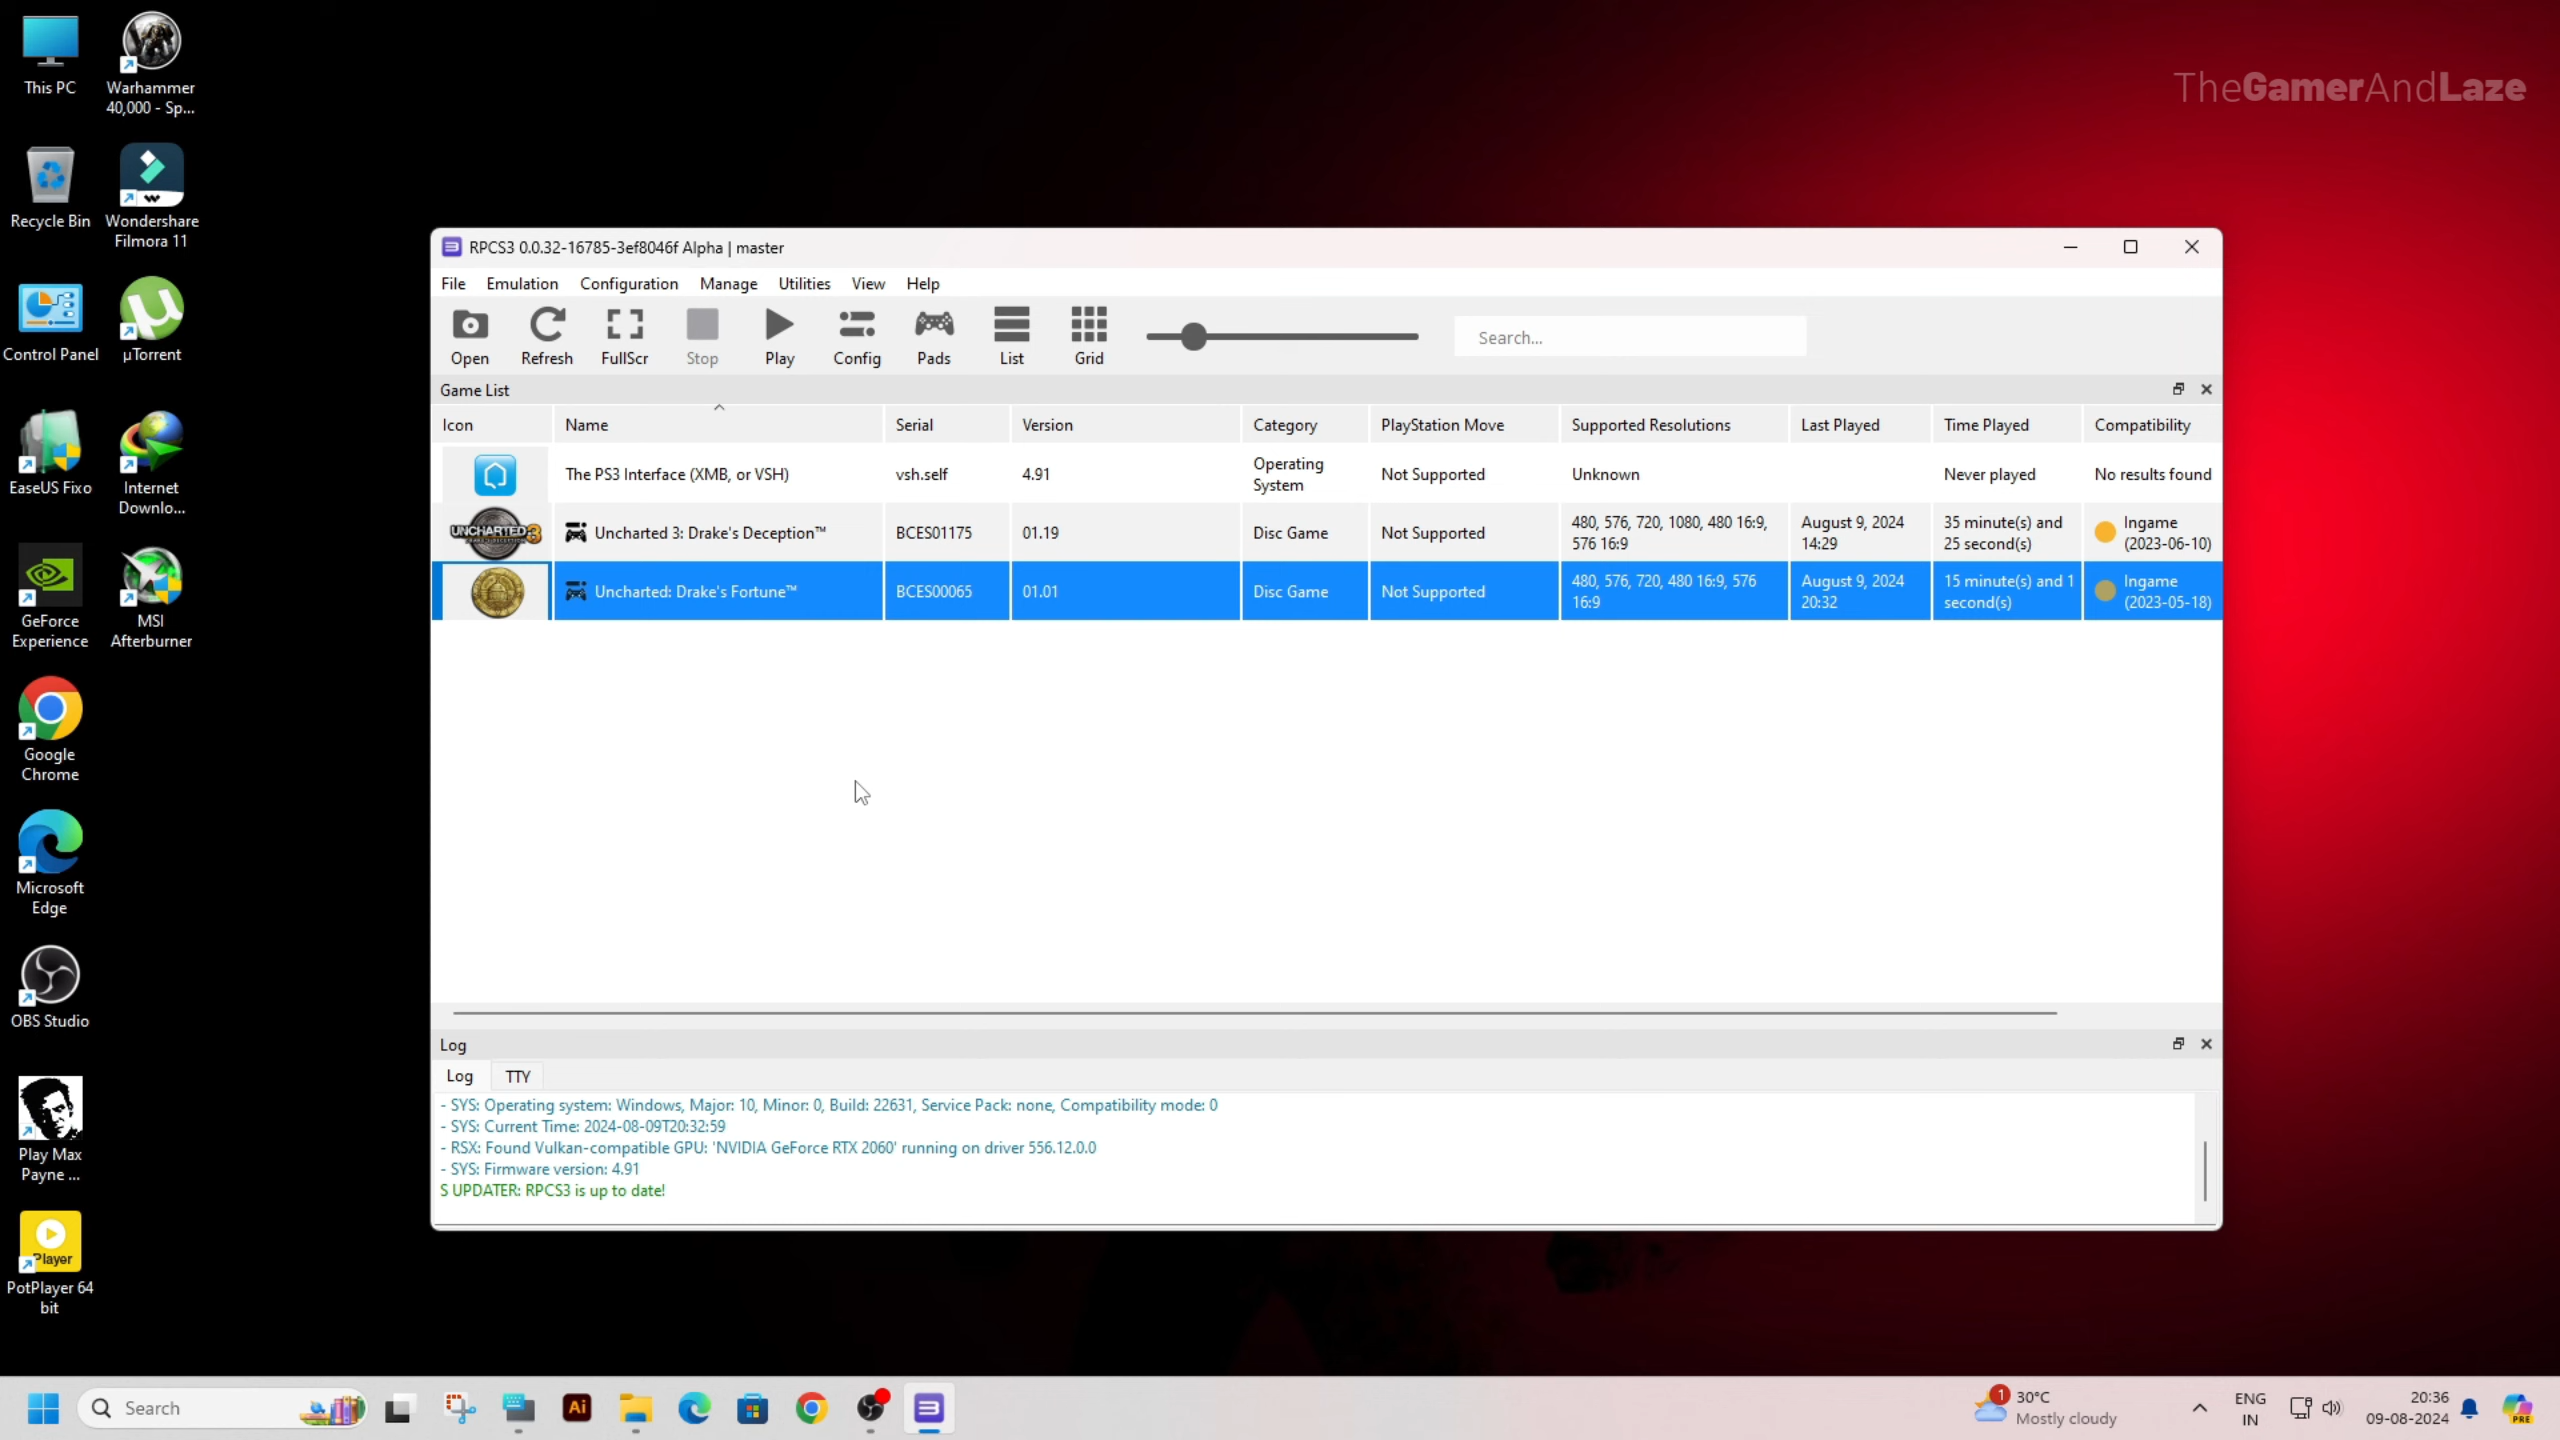 This PC
Warhammer
40,000 - Sp...
TheGamerAndLaze
Recycle Bin
Wondershare
Filmora 11
Control Panel
µTorrent
EaseUS Fixo
Internet
Downlo...
GeForce
Experience
MSI
Afterburner
Google
Chrome
Microsoft
Edge
OBS Studio
Play Max
Payne ...
Player
PotPlayer 64
bit
RPCS3 0.0.32-16785-3ef8046f Alpha | master
File Emulation Configuration Manage Utilities View Help
Open Refresh FullScr Stop Play Config Pads List Grid
Search...
Game List
Icon Name Serial Version Category PlayStation Move Supported Resolutions Last Played Time Played Compatibility
The PS3 Interface (XMB, or VSH) vsh.self 4.91 Operating
System Not Supported Unknown Never played No results found
UNCHARTED 3
Uncharted 3: Drake's Deception™ BCES01175 01.19 Disc Game Not Supported 480, 576, 720, 1080, 480 16:9,
576 16:9 August 9, 2024
14:29 35 minute(s) and
25 second(s) Ingame
(2023-06-10)
Uncharted: Drake's Fortune™ BCES00065 01.01 Disc Game Not Supported 480, 576, 720, 480 16:9, 576
16:9 August 9, 2024
20:32 15 minute(s) and 1
second(s) Ingame
(2023-05-18)
Log
Log TTY
- SYS: Operating system: Windows, Major: 10, Minor: 0, Build: 22631, Service Pack: none, Compatibility mode: 0
- SYS: Current Time: 2024-08-09T20:32:59
- RSX: Found Vulkan-compatible GPU: 'NVIDIA GeForce RTX 2060' running on driver 556.12.0.0
- SYS: Firmware version: 4.91
S UPDATER: RPCS3 is up to date!
Search
Ai
1
30°C
Mostly cloudy
ENG
IN
20:36
09-08-2024
PRE